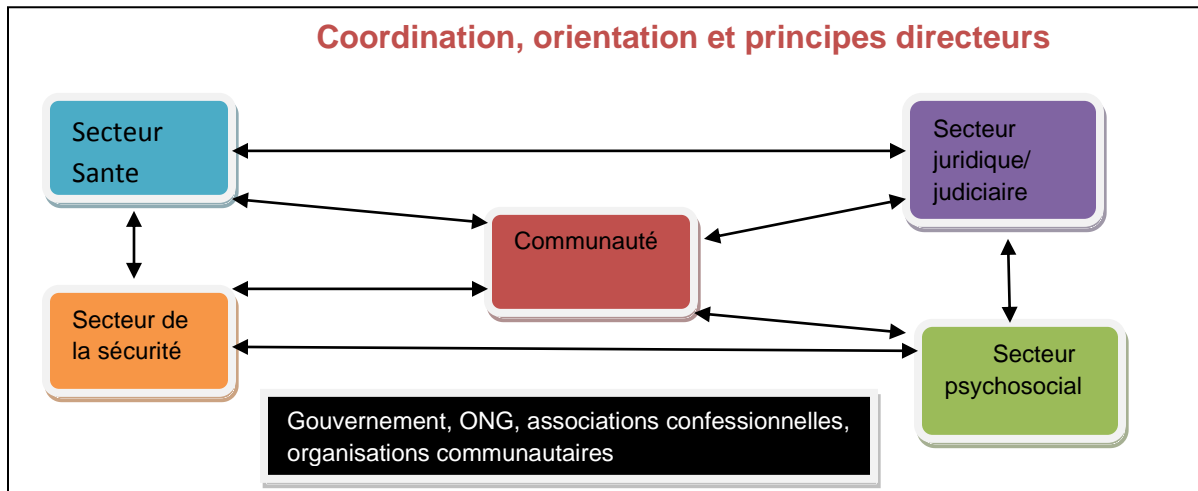 Coordination, orientation et principes directeurs
Secteur
Sante
Secteur
juridique/
judiciaire
Communauté
Secteur de
la sécurité
Secteur
psychosocial
Gouvernement, ONG, associations confessionnelles,
organisations communautaires